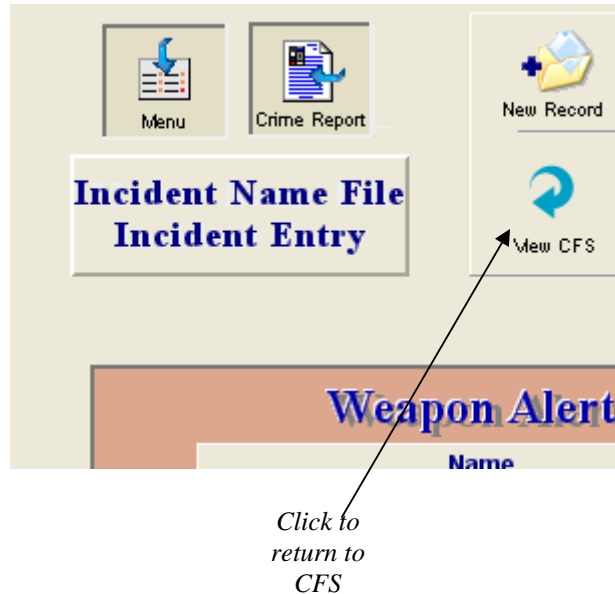 Menu
Crime Report
New Record
Incident Name File
Incident Entry
View CFS
Weapon Alert
Name
Click to
return to
CFS